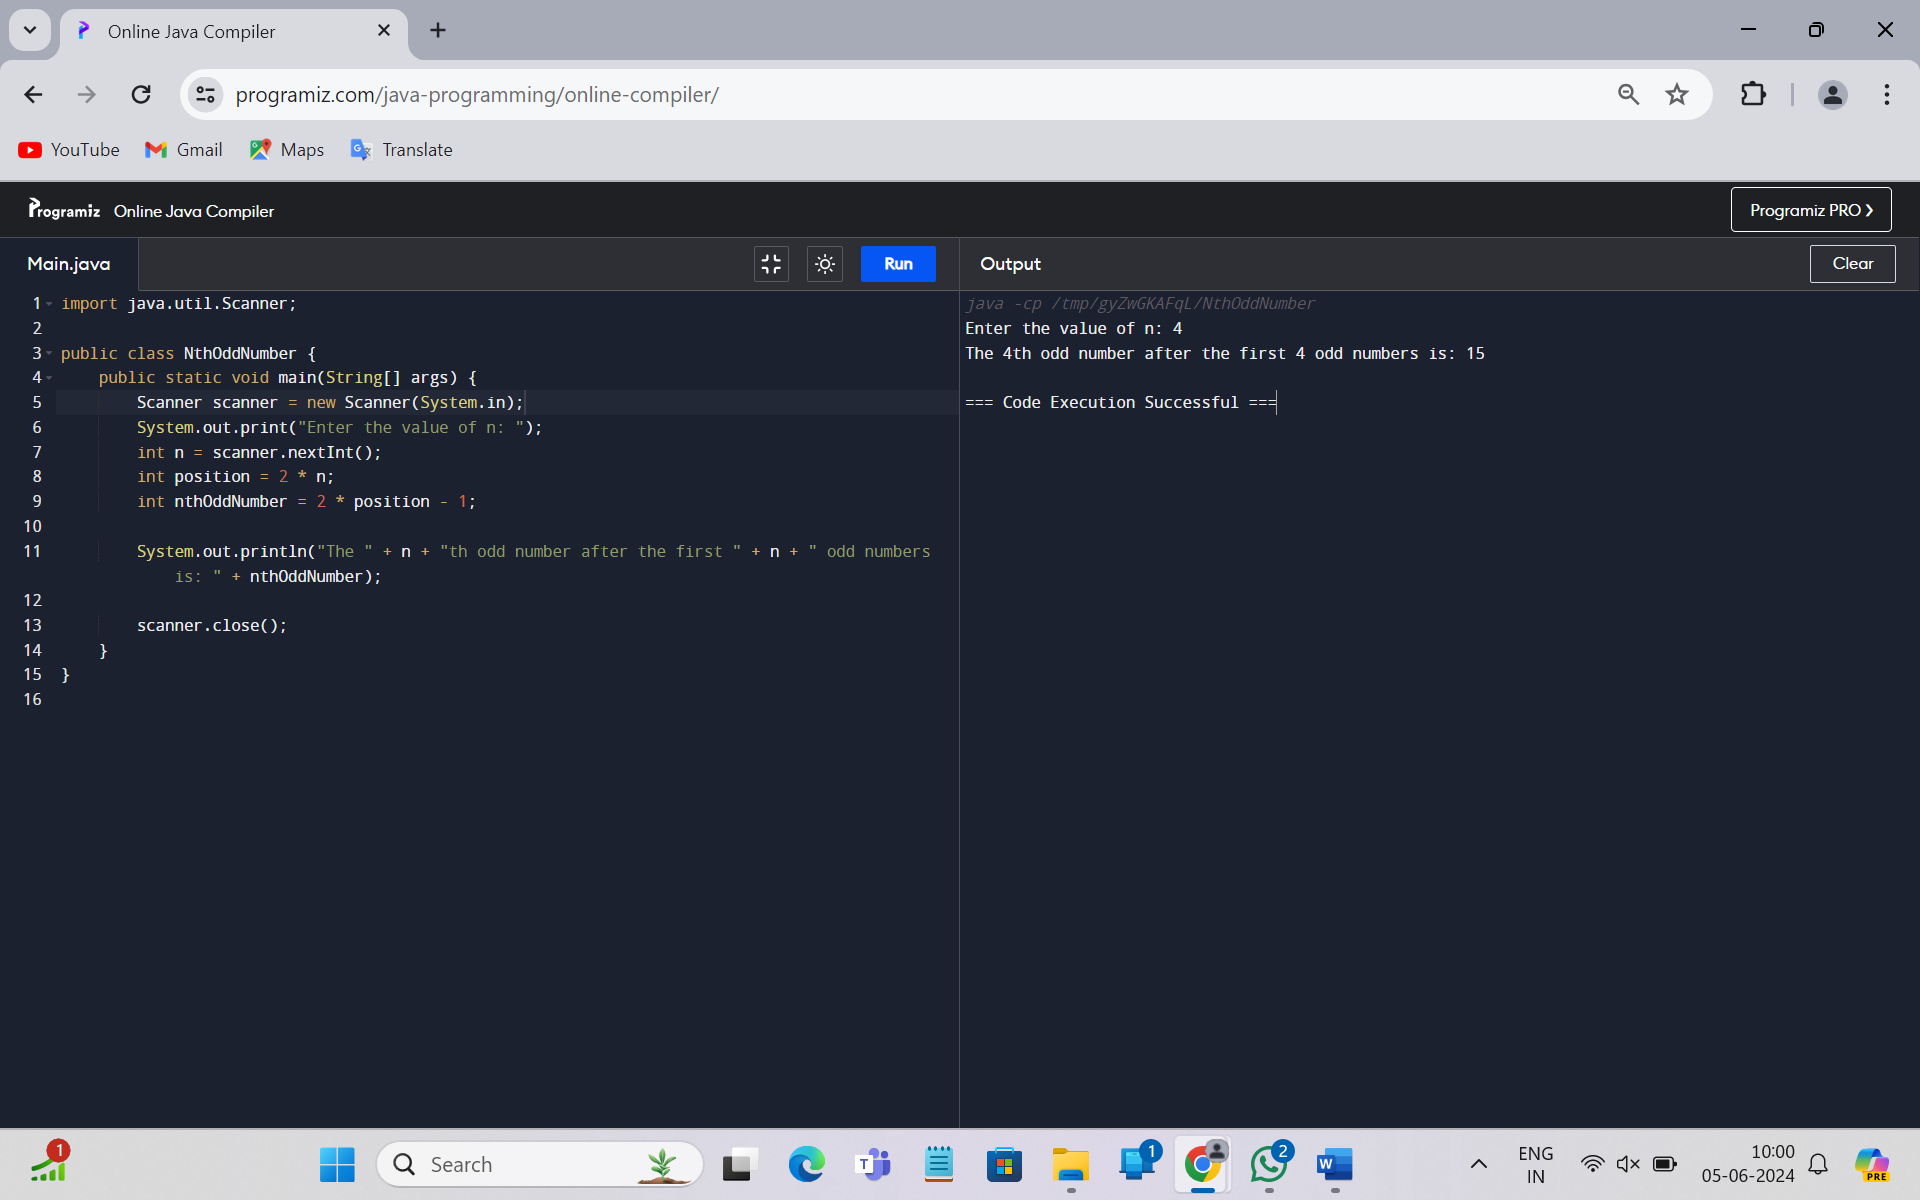 Online Java Compiler
programiz.com/java-programming/online-compiler/
YouTube Gmail Maps Translate
Programiz Online Java Compiler Programiz PRO
Main.java Run Output Clear
1 import java.util.Scanner;
2
3 public class NthOddNumber {
4 public static void main(String[] args) {
5 Scanner scanner = new Scanner(System.in);
6 System.out.print("Enter the value of n: ");
7 int n = scanner.nextInt();
8 int position = 2 * n;
9 int nthOddNumber = 2 * position - 1;
10
11 System.out.println("The " + n + "th odd number after the first " + n + " odd numbers
is: " + nthOddNumber);
12
13 scanner.close();
14 }
15 }
16
java -cp /tmp/gyZwGKAFqL/NthOddNumber
Enter the value of n: 4
The 4th odd number after the first 4 odd numbers is: 15
=== Code Execution Successful ===
1
Search
T
1
2
W
ENG
IN
10:00
05-06-2024
PRE